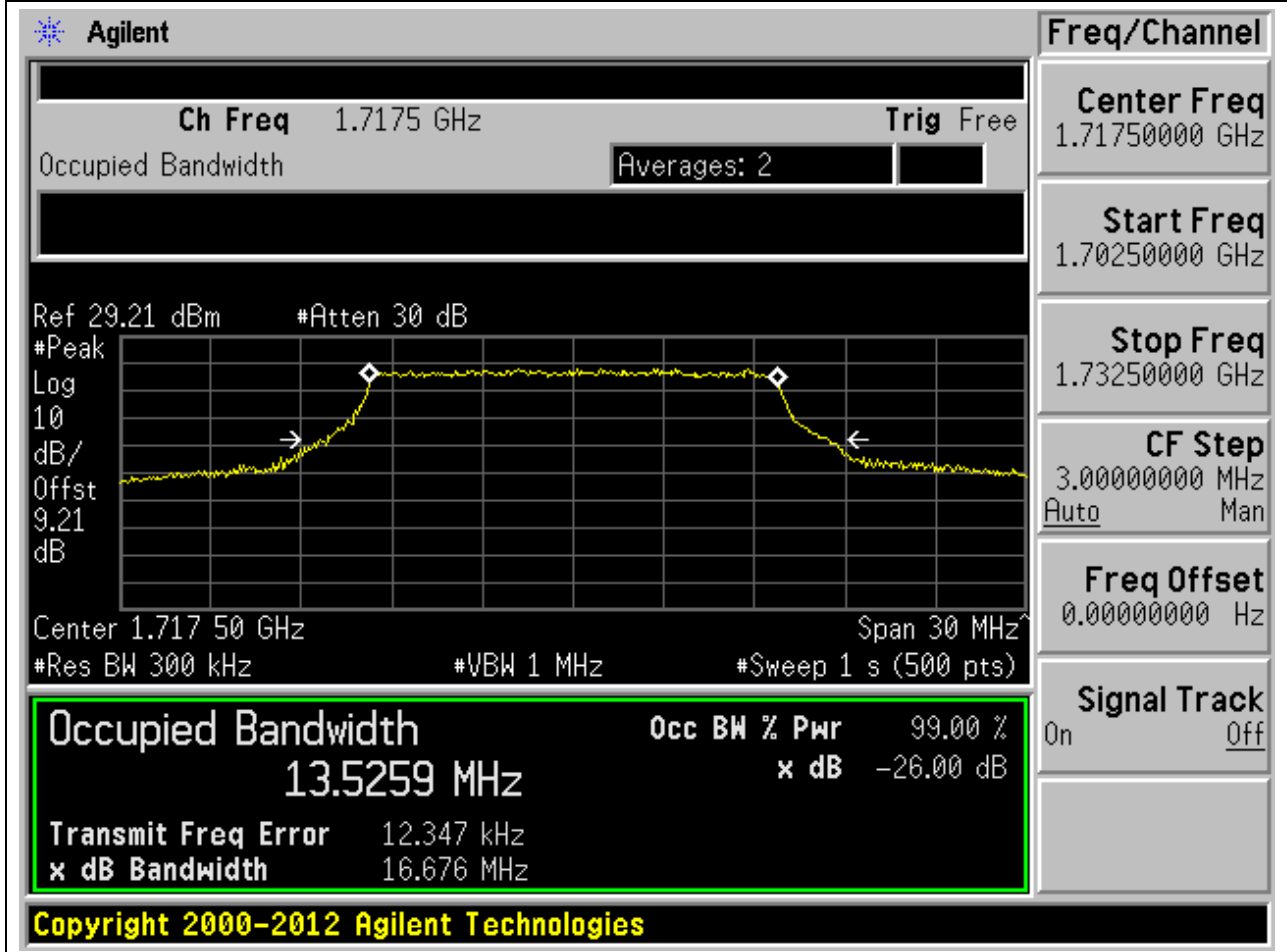 Agilent
Ch Freq 1.7175 GHz Trig Free
Occupied Bandwidth Averages: 2
Ref 29.21 dBm #Atten 30 dB
#Peak
Log
10
dB/
Offst
9.21
dB
Center 1.717 50 GHz Span 30 MHz^
#Res BW 300 kHz #VBW 1 MHz #Sweep 1 s (500 pts)
Occupied Bandwidth Occ BW % Pwr 99.00 %
13.5259 MHz x dB -26.00 dB
Transmit Freq Error 12.347 kHz
x dB Bandwidth 16.676 MHz
Copyright 2000-2012 Agilent Technologies
Freq/Channel
Center Freq
1.71750000 GHz
Start Freq
1.70250000 GHz
Stop Freq
1.73250000 GHz
CF Step
3.00000000 MHz
Auto Man
Freq Offset
0.00000000 Hz
Signal Track
On Off